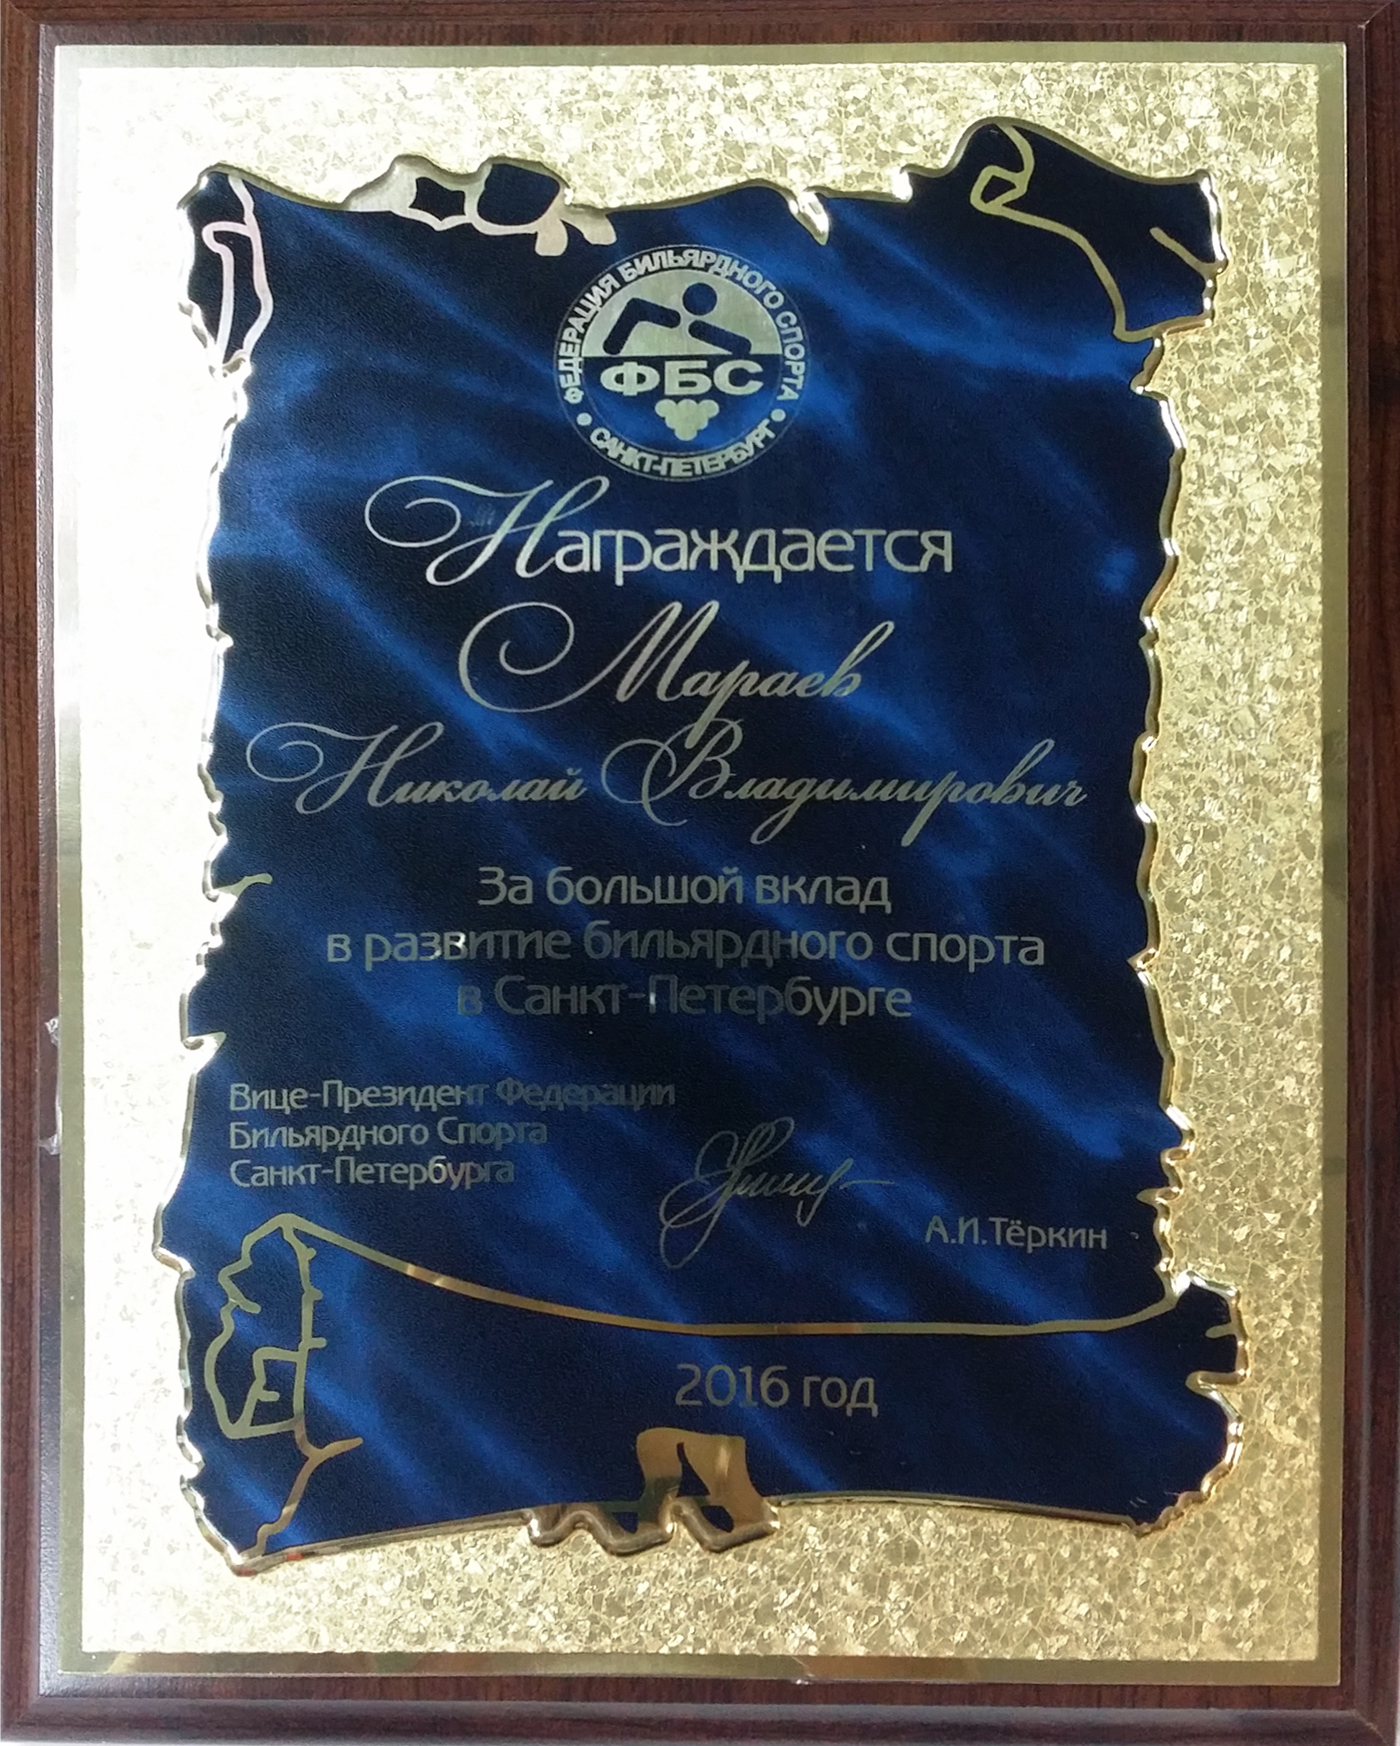 ФЕДЕРАЦИЯ БИЛЬЯРДНОГО СПОРТА
ФБС
САНКТ-ПЕТЕРБУРГ
Награждается
Мараев
Николай Владимирович
За большой вклад
в развитие бильярдного спорта
в Санкт-Петербурге
Вице-Президент Федерации
Бильярдного Спорта
Санкт-Петербурга
А.И.Тёркин
2016 год